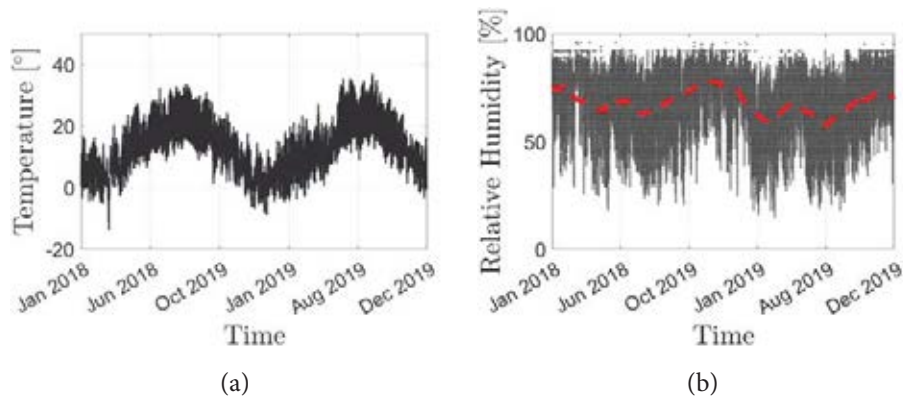 Temperature [°]
40
20
0
-20
Jan 2018
Jun 2018
Oct 2019
Jan 2019
Aug 2019
Dec 2019
Time
(a)
Relative Humidity [%]
100
50
0
Jan 2018
Jun 2018
Oct 2019
Jan 2019
Aug 2019
Dec 2019
Time
(b)